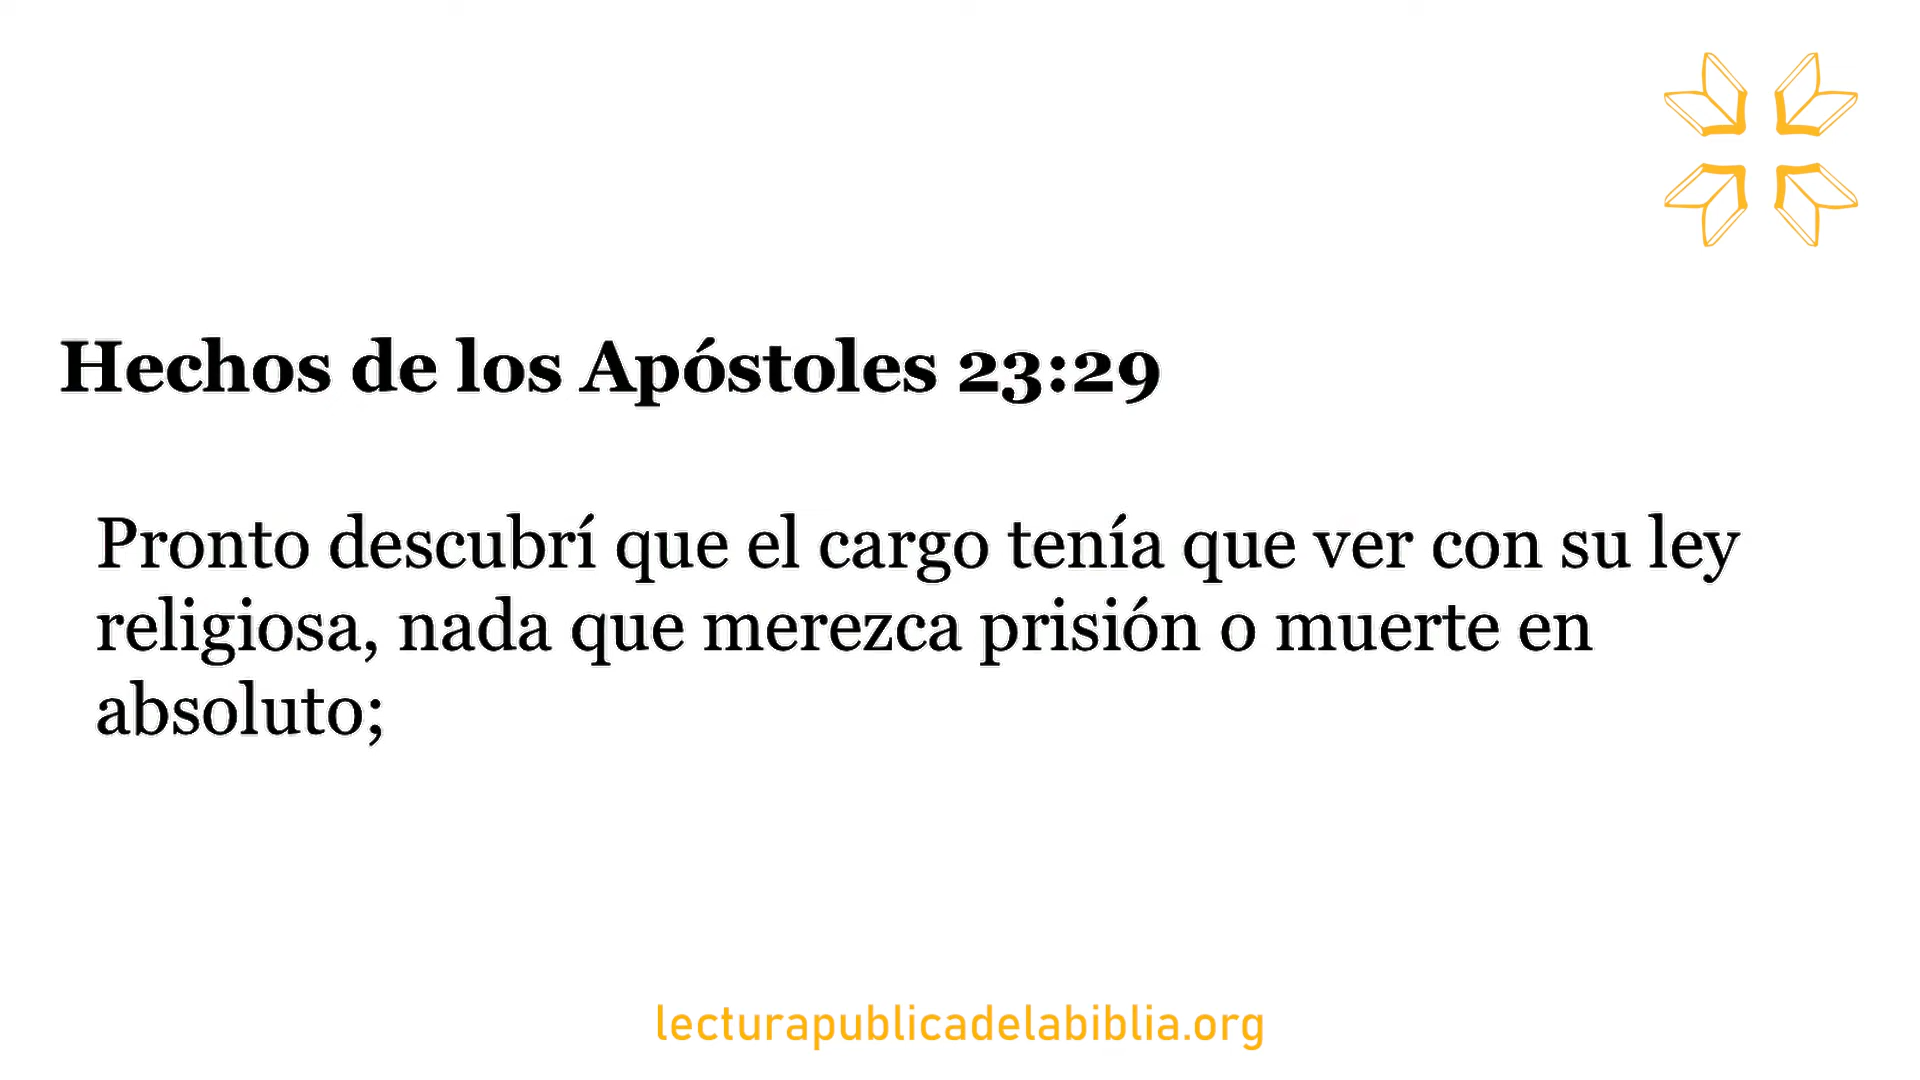 Hechos de los Apóstoles 23:29
Pronto descubrí que el cargo tenía que ver con su ley
religiosa, nada que merezca prisión o muerte en
absoluto;
lecturapublicadelabiblia.org